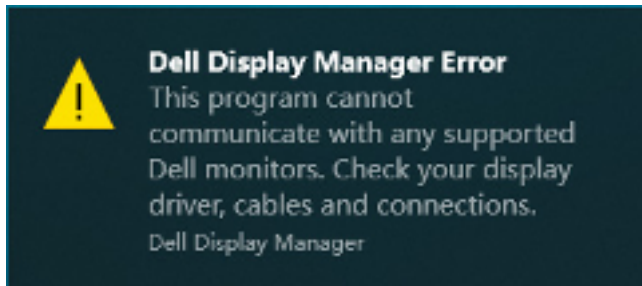 Dell Display Manager Error
This program cannot
communicate with any supported
Dell monitors. Check your display
driver, cables and connections.
Dell Display Manager